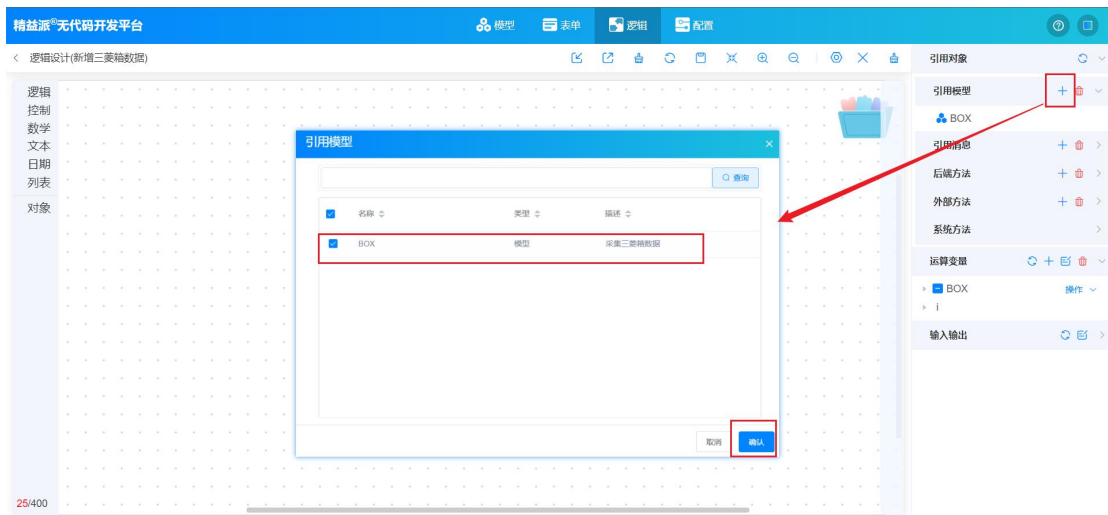 精益派®无代码开发平台 模型 表单 逻辑 配置
逻辑设计(新增三菱箱数据)
引用对象
逻辑
控制
数学
文本
日期
列表
对象
引用模型
BOX
引用消息
后端方法
外部方法
系统方法
运算变量
BOX 操作
i
输入输出
引用模型
查询
名称 类型 描述
BOX 模型 采集三菱箱数据
取消 确认
25/400